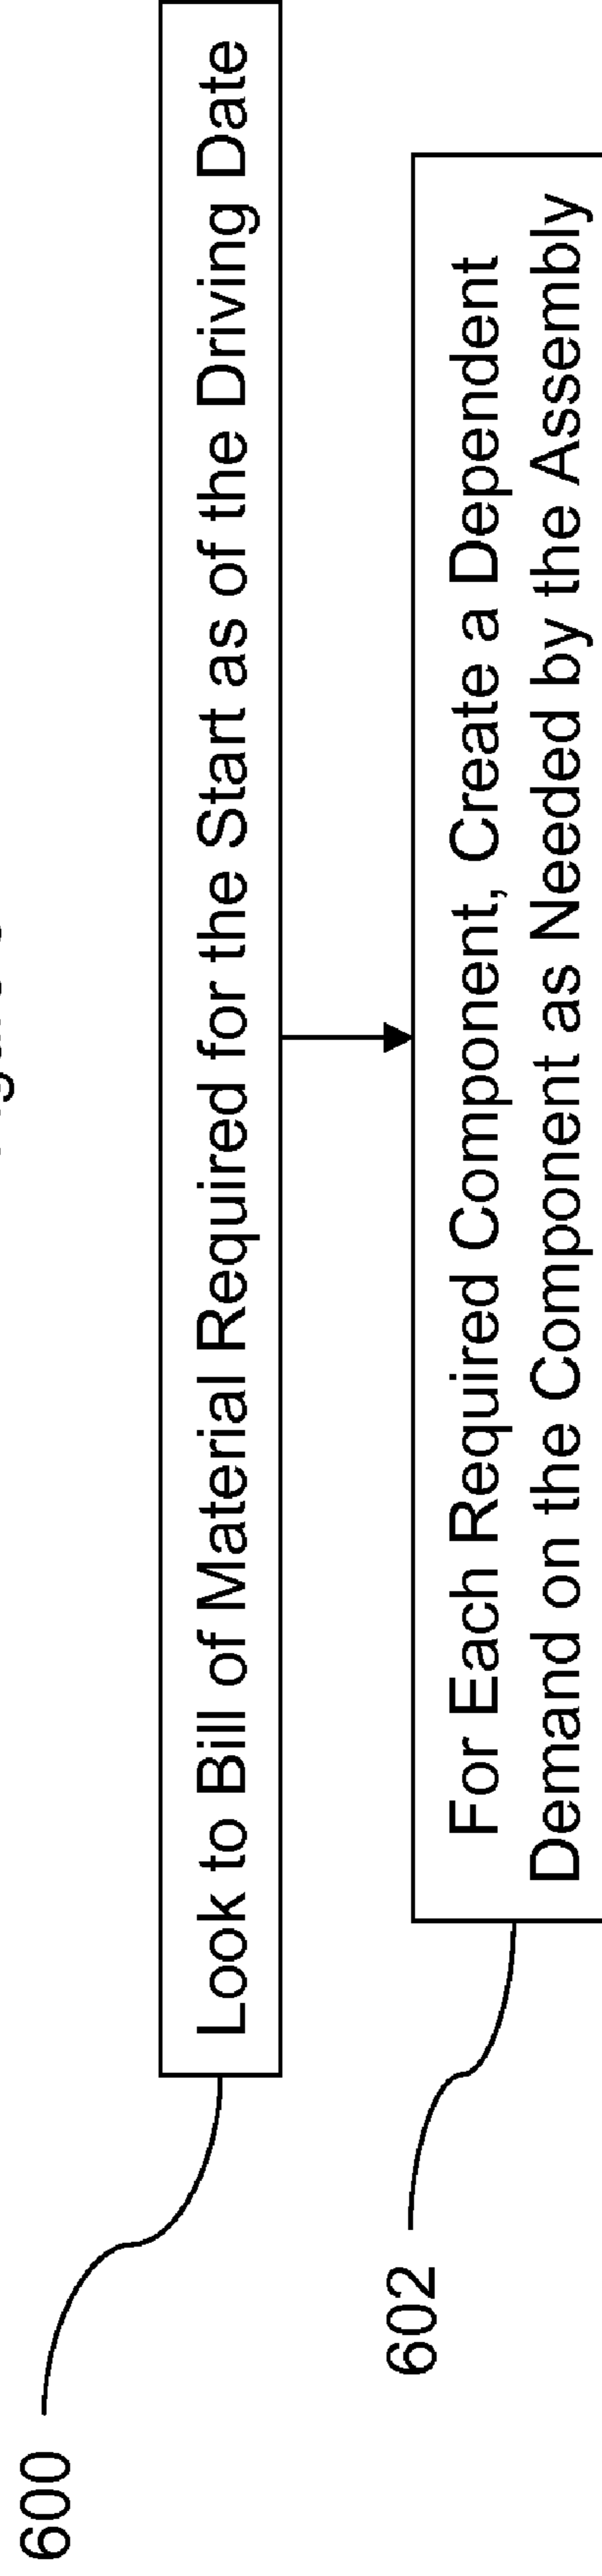 600
Look to Bill of Material Required for the Start as of the Driving Date
602
For Each Required Component, Create a Dependent
Demand on the Component as Needed by the Assembly